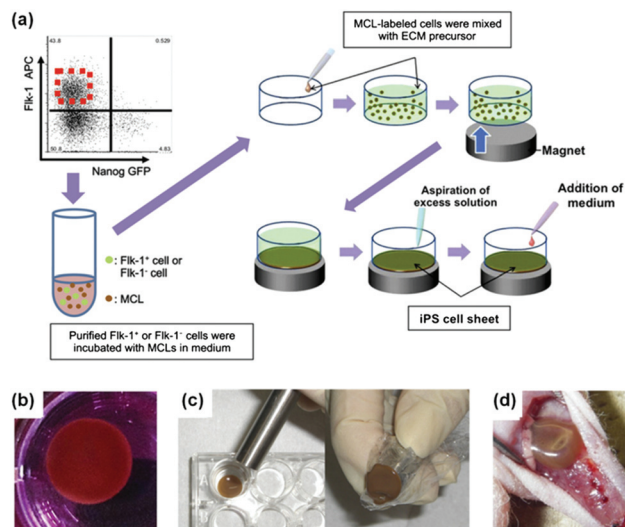 (a)
43.8
0.529
Flk-1 APC
50.8
4.83
Nanog GFP
MCL-labeled cells were mixed
with ECM precursor
Magnet
Aspiration of
excess solution
Addition of
medium
: Flk-1⁺ cell or
Flk-1⁻ cell
: MCL
iPS cell sheet
Purified Flk-1⁺ or Flk-1⁻ cells were
incubated with MCLs in medium
(b)
(c)
(d)